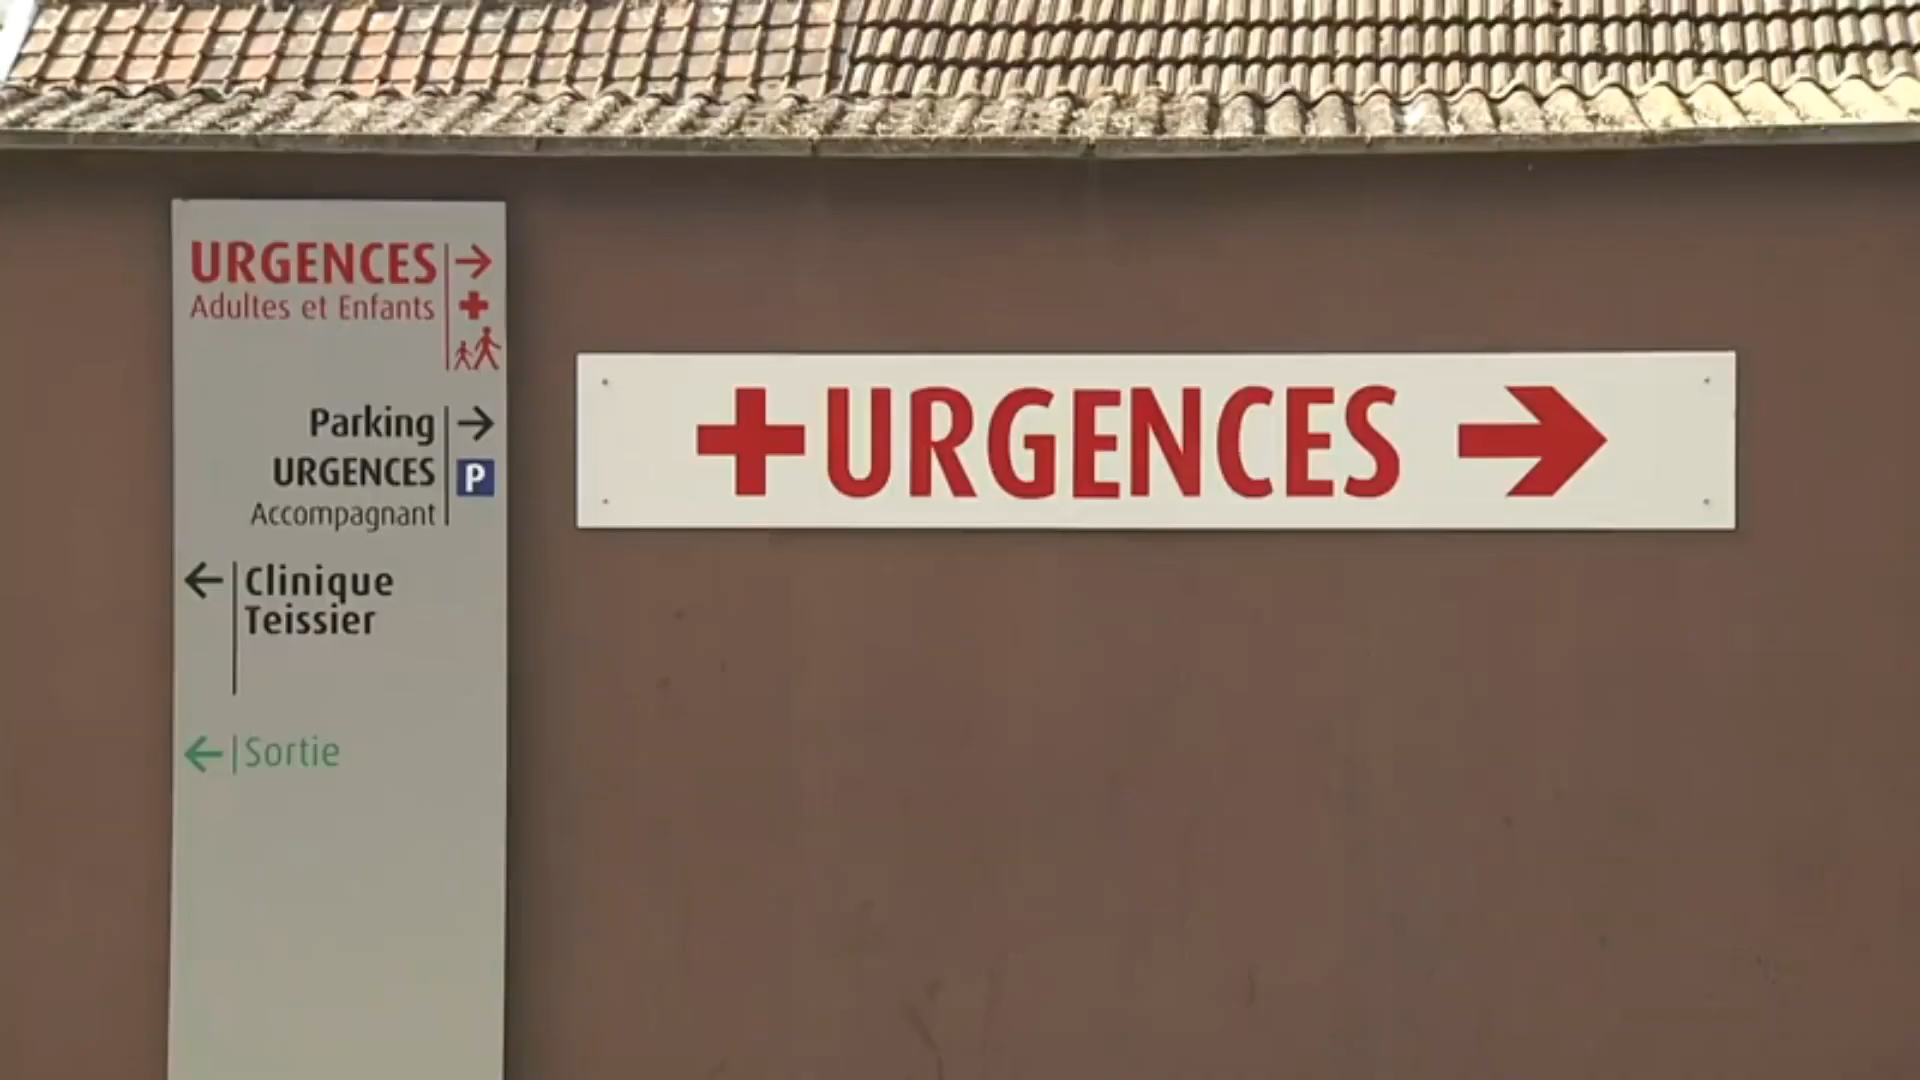 URGENCES
Adultes et Enfants
Parking
URGENCES
P
Accompagnant
Clinique
Teissier
Sortie
URGENCES